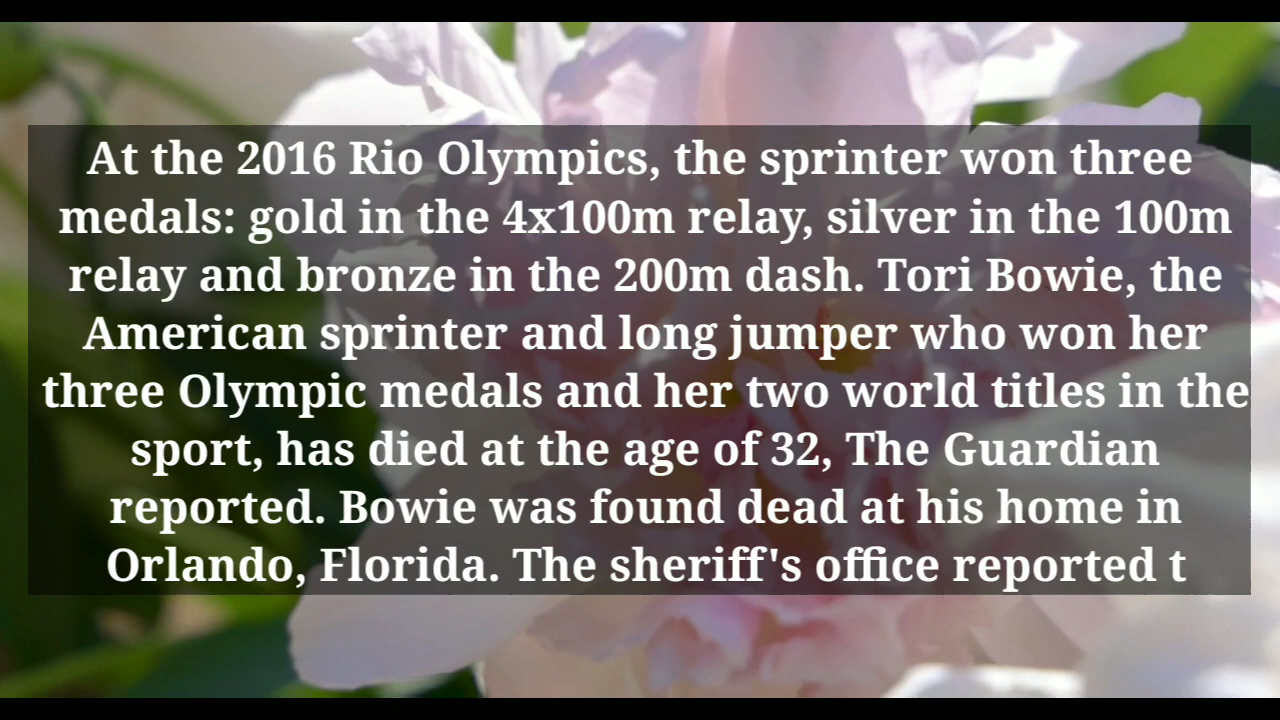 At the 2016 Rio Olympics, the sprinter won three
medals: gold in the 4x100m relay, silver in the 100m
relay and bronze in the 200m dash. Tori Bowie, the
American sprinter and long jumper who won her
three Olympic medals and her two world titles in the
sport, has died at the age of 32, The Guardian
reported. Bowie was found dead at his home in
Orlando, Florida. The sheriff's office reported t